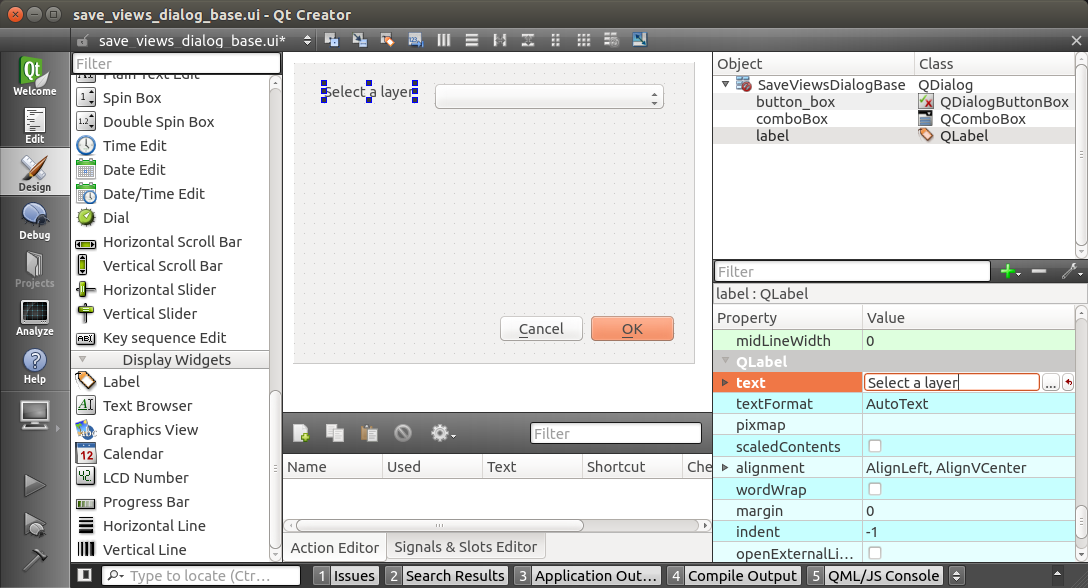 save_views_dialog_base.ui - Qt Creator
save_views_dialog_base.ui*
Qt
Welcome
Edit
Design
Debug
Projects
Analyze
Help
Filter
Plain Text Edit
Spin Box
Double Spin Box
Time Edit
Date Edit
Date/Time Edit
Dial
Horizontal Scroll Bar
Vertical Scroll Bar
Horizontal Slider
Vertical Slider
Key sequence Edit
Display Widgets
Label
Text Browser
Graphics View
Calendar
LCD Number
Progress Bar
Horizontal Line
Vertical Line
Select a layer
Cancel
OK
Filter
Name Used Text Shortcut Che
Action Editor Signals & Slots Editor
Object Class
SaveViewsDialogBase QDialog
button_box QDialogButtonBox
comboBox QComboBox
label QLabel
Filter
label : QLabel
Property Value
midLineWidth 0
QLabel
text Select a layer ...
textFormat AutoText
pixmap
scaledContents
alignment AlignLeft, AlignVCenter
wordWrap
margin 0
indent -1
openExternalLi...
Type to locate (Ctr... 1 Issues 2 Search Results 3 Application Out... 4 Compile Output 5 QML/JS Console